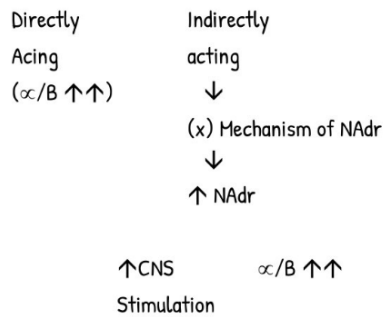 Directly Indirectly
Acing acting
(∝/B ↑↑) ↓
(x) Mechanism of NAdr
↓
↑ NAdr
↑CNS ∝/B ↑↑
Stimulation